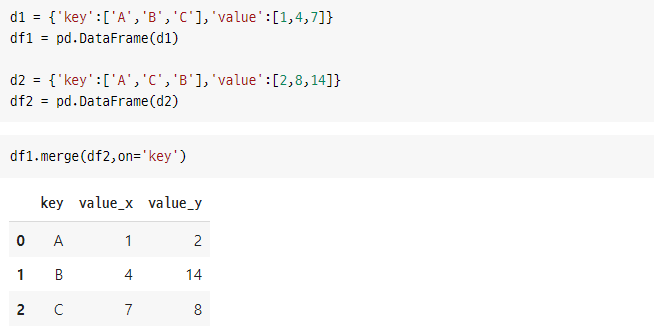 d1 = {'key':['A','B','C'],'value':[1,4,7]}
df1 = pd.DataFrame(d1)
d2 = {'key':['A','C','B'],'value':[2,8,14]}
df2 = pd.DataFrame(d2)
df1.merge(df2,on='key')
key value_x value_y
0 A 1 2
1 B 4 14
2 C 7 8